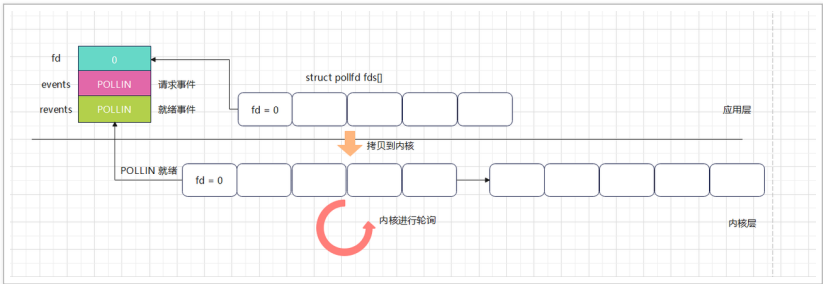 fd
0
events
POLLIN
请求事件
revents
POLLIN
就绪事件
struct pollfd fds[]
fd = 0
应用层
拷贝到内核
POLLIN 就绪
fd = 0
内核进行轮词
内核层